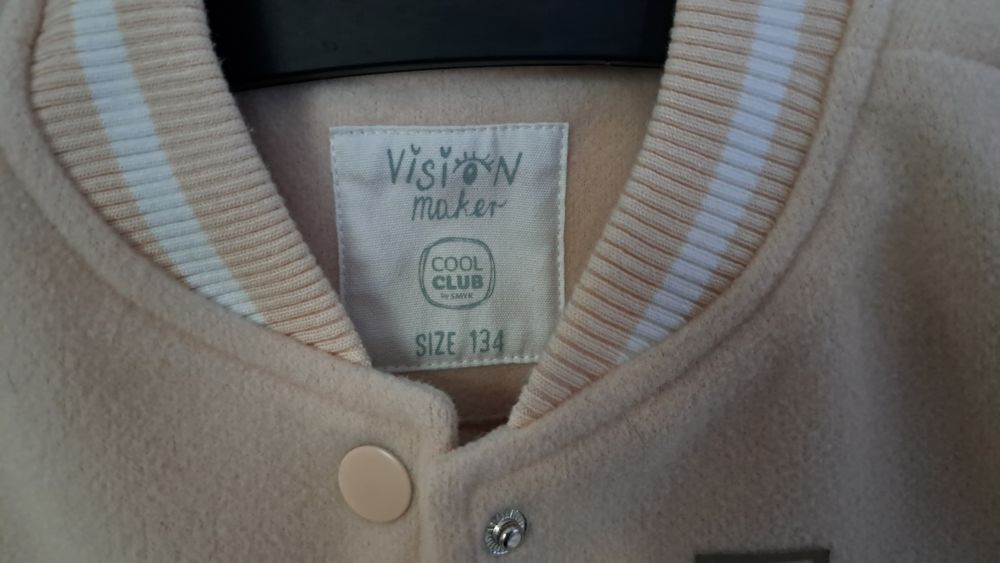 VisiON
maker
COOL
CLUB
by SMYK
SIZE 134